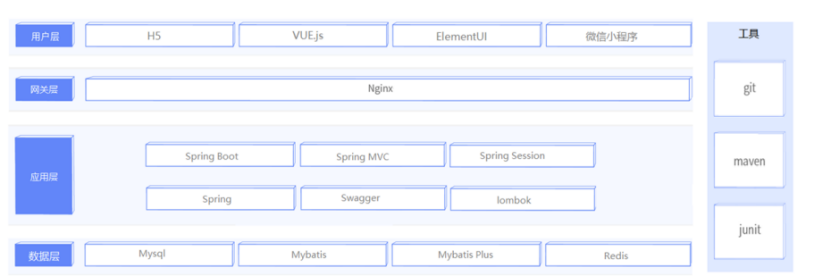 用户层 H5 VUE.js ElementUI 微信小程序
网关层 Nginx
应用层
Spring Boot Spring MVC Spring Session
Spring Swagger lombok
数据层 Mysql Mybatis Mybatis Plus Redis
工具
git
maven
junit